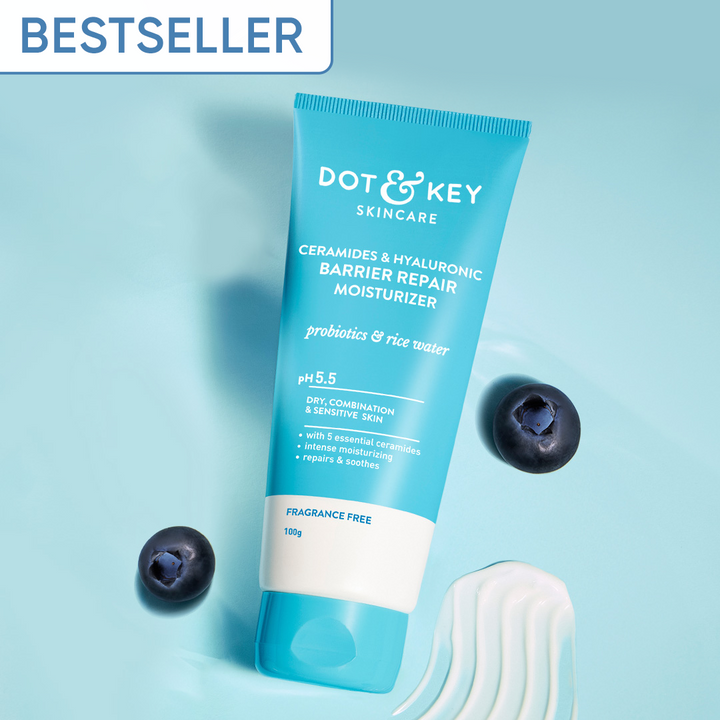 BESTSELLER
DOT & KEY
SKINCARE
CERAMIDES & HYALURONIC
BARRIER REPAIR
MOISTURIZER
probiotics & rice water
pH 5.5
DRY, COMBINATION
& SENSITIVE SKIN
• with 5 essential ceramides
• intense moisturizing
• repairs & soothes
FRAGRANCE FREE
100g